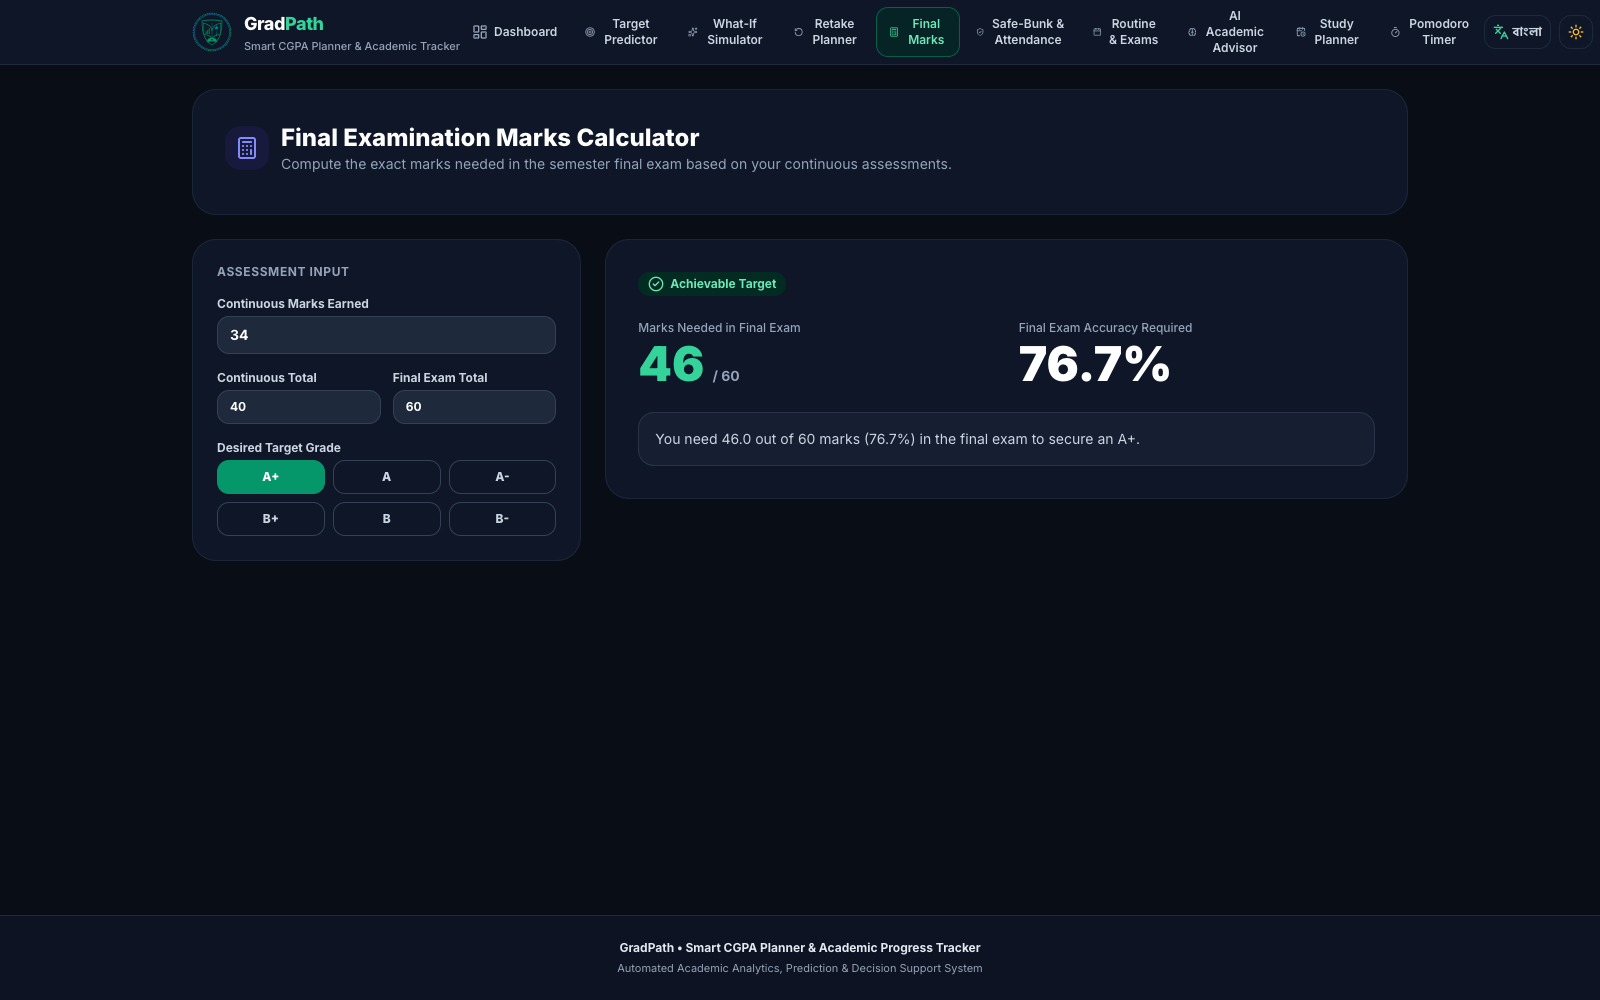 GradPath
Smart CGPA Planner & Academic Tracker
Dashboard
Target
Predictor
What-If
Simulator
Retake
Planner
Final
Marks
Safe-Bunk &
Attendance
Routine
& Exams
AI
Academic
Advisor
Study
Planner
Pomodoro
Timer
বাংলা
Final Examination Marks Calculator
Compute the exact marks needed in the semester final exam based on your continuous assessments.
ASSESSMENT INPUT
Continuous Marks Earned
34
Continuous Total
Final Exam Total
40
60
Desired Target Grade
A+
A
A-
B+
B
B-
Achievable Target
Marks Needed in Final Exam
46 / 60
Final Exam Accuracy Required
76.7%
You need 46.0 out of 60 marks (76.7%) in the final exam to secure an A+.
GradPath • Smart CGPA Planner & Academic Progress Tracker
Automated Academic Analytics, Prediction & Decision Support System